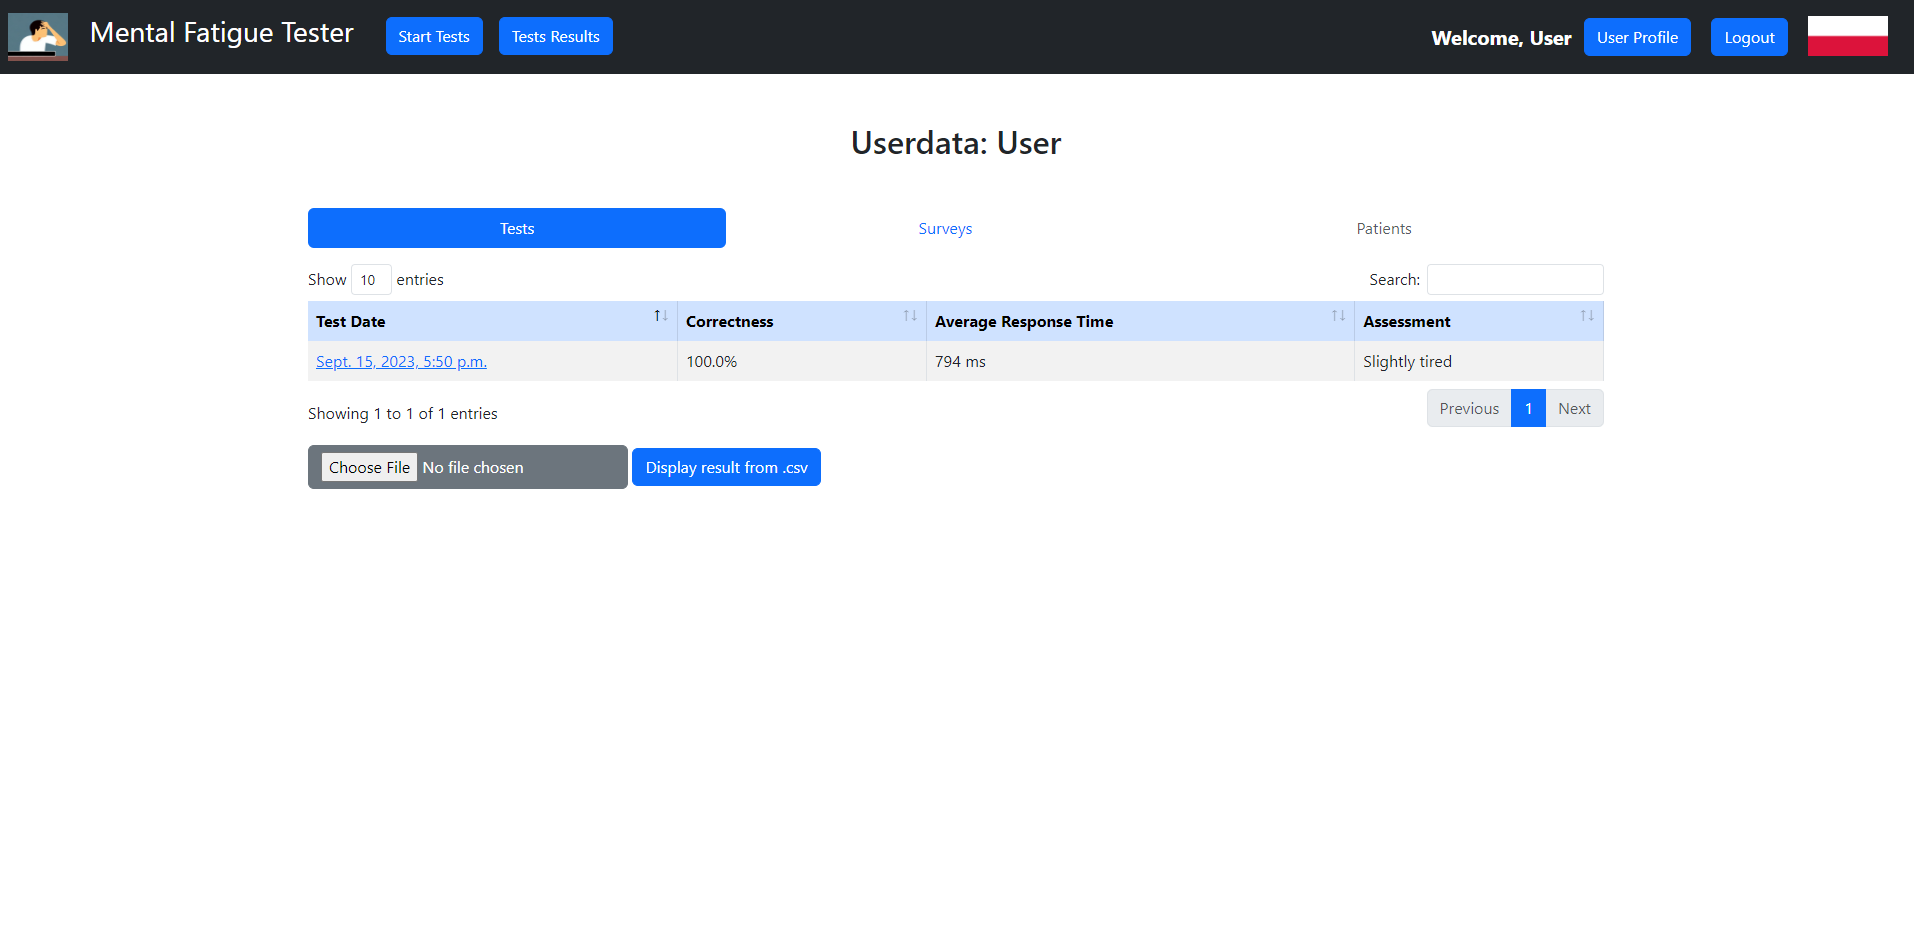 Mental Fatigue Tester Start Tests Tests Results Welcome, User User Profile Logout
Userdata: User
Tests Surveys Patients
Show 10 entries Search:
Test Date ↑↓ Correctness ↑↓ Average Response Time ↑↓ Assessment ↑↓
Sept. 15, 2023, 5:50 p.m. 100.0% 794 ms Slightly tired
Showing 1 to 1 of 1 entries Previous 1 Next
Choose File No file chosen Display result from .csv